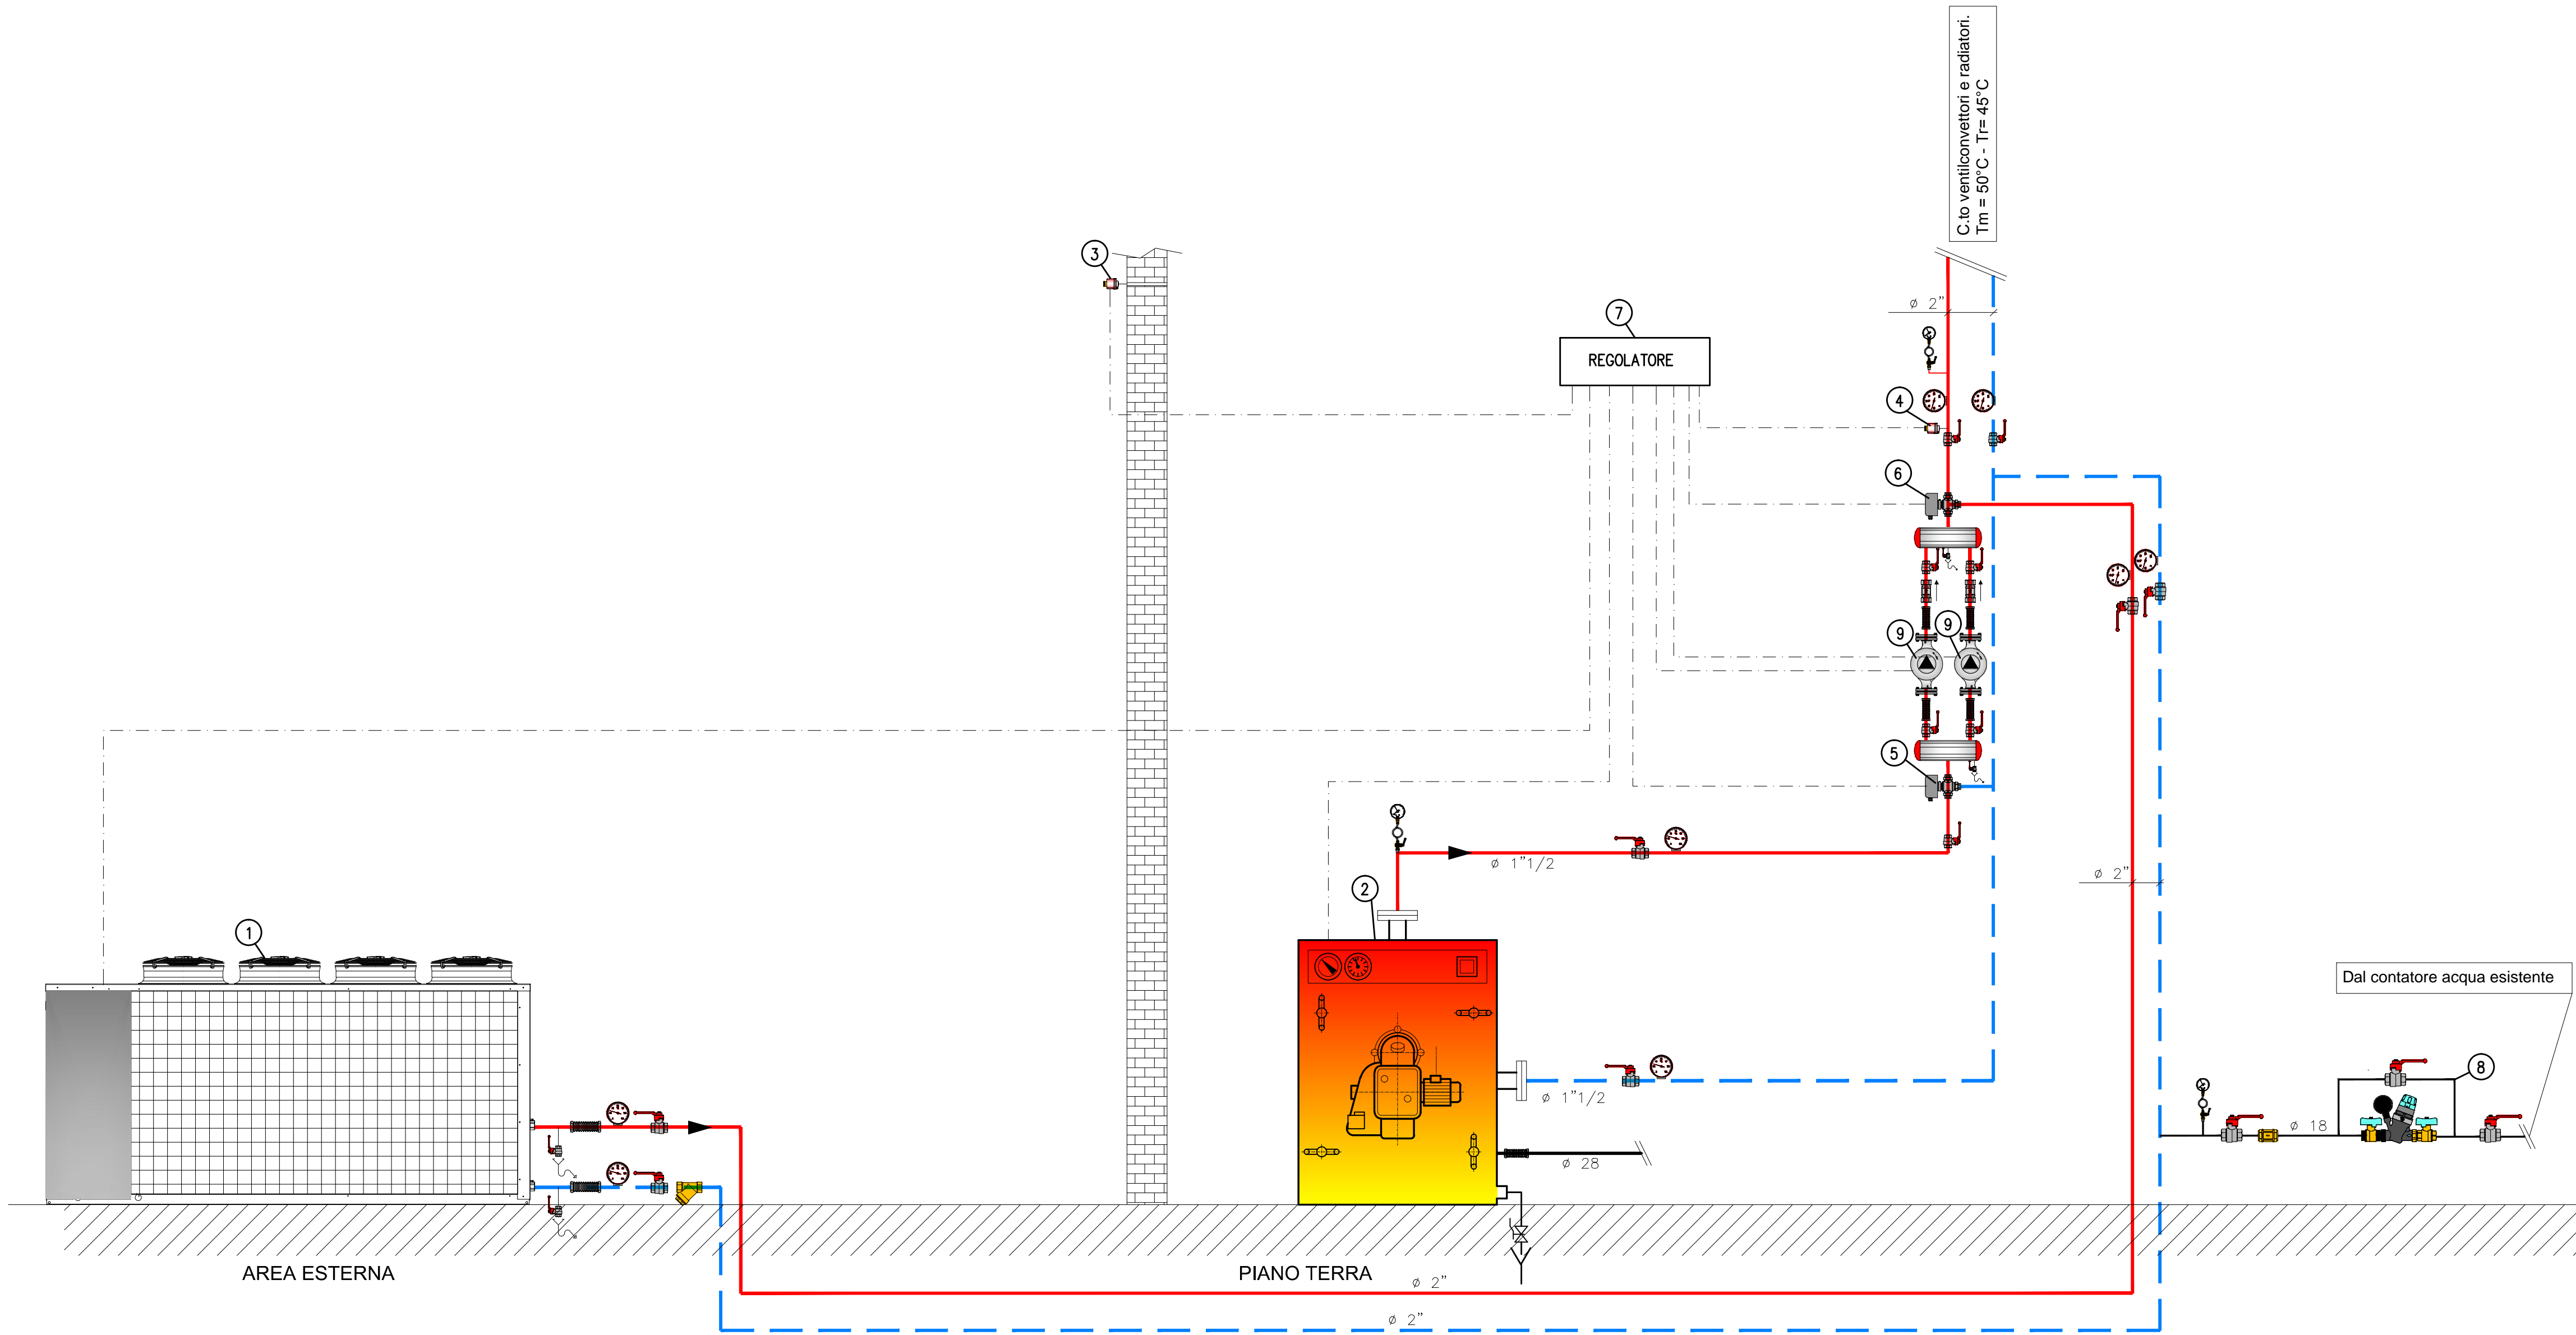 C.to ventilconvettori e radiatori.
Tm = 50°C - Tr= 45°C
3
7
ø 2"
REGOLATORE
4
6
9
9
5
ø 1"1/2
ø 2"
2
1
Dal contatore acqua esistente
8
ø 1"1/2
ø 18
ø 28
AREA ESTERNA
PIANO TERRA
ø 2"
ø 2"